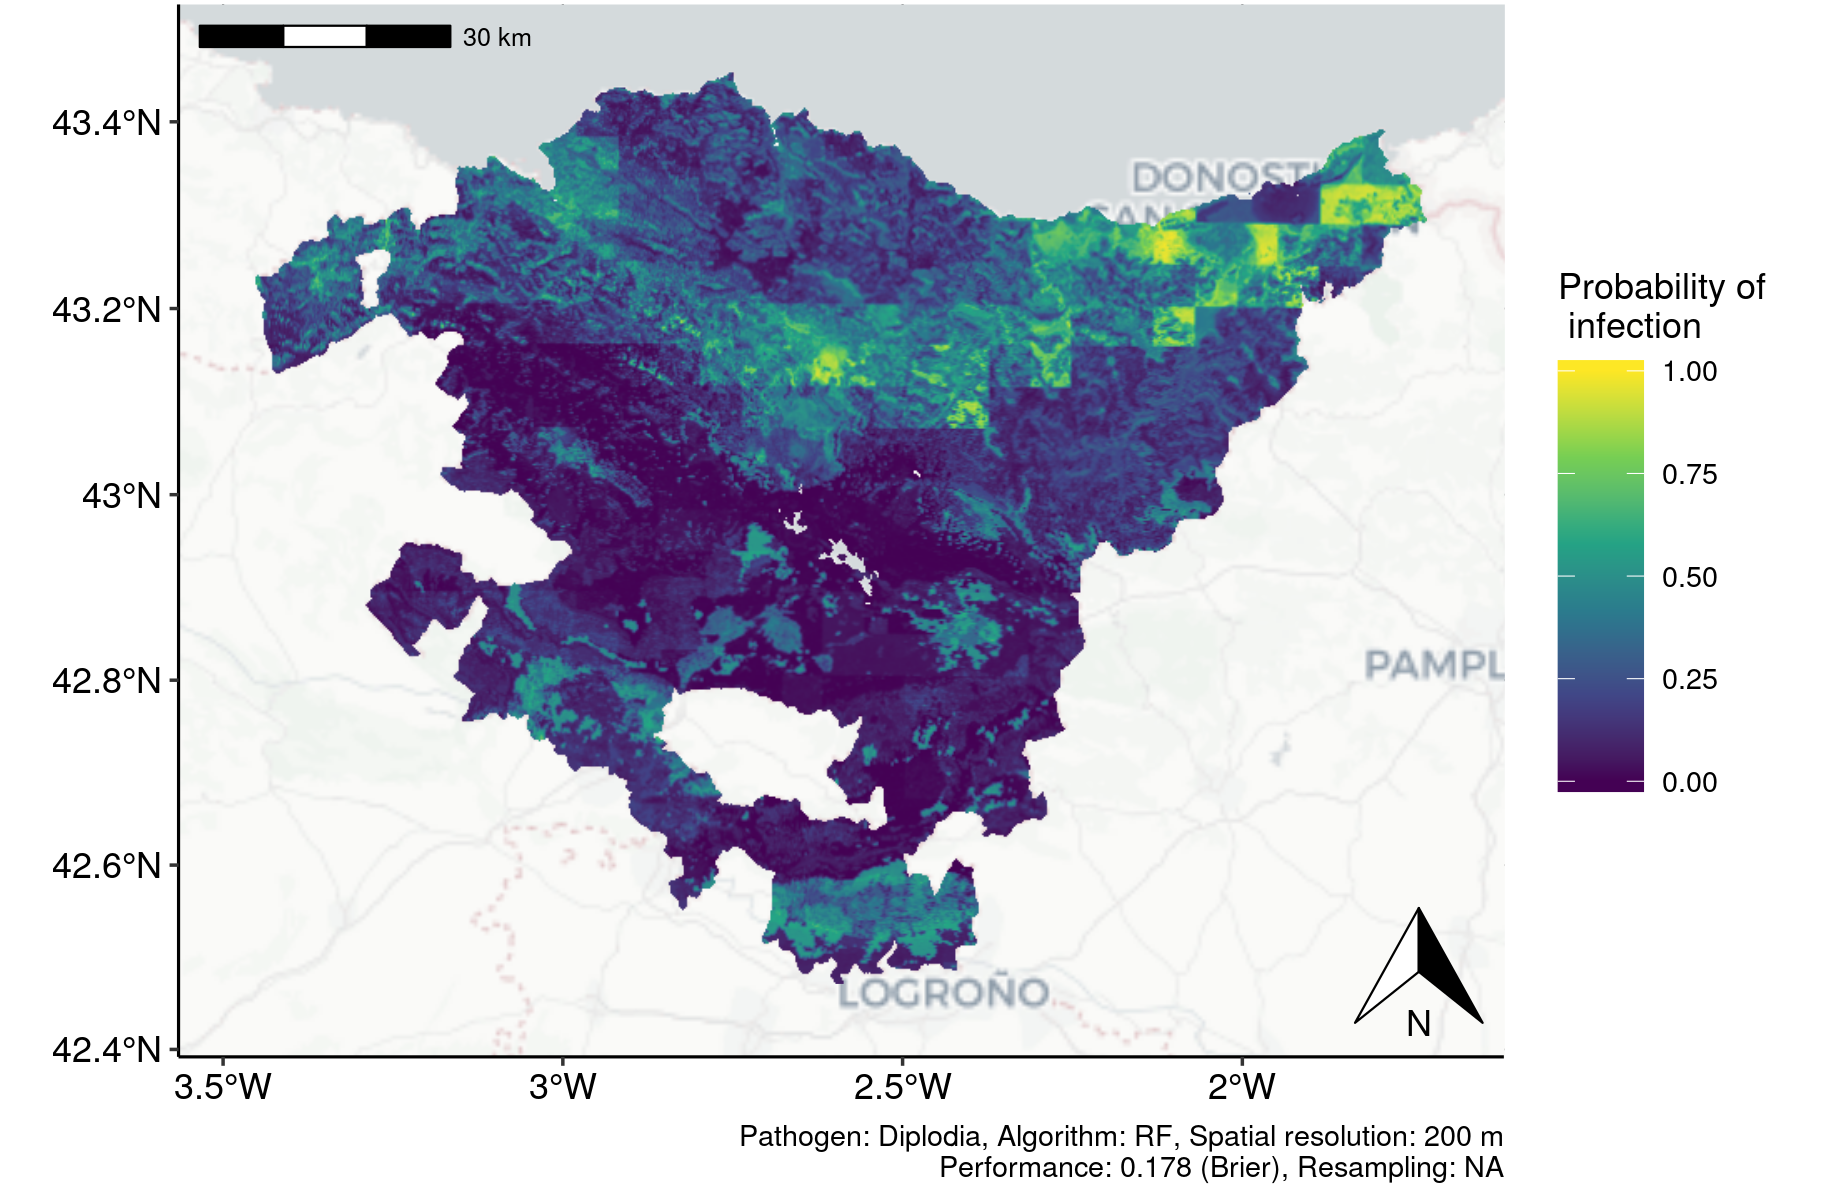 30 km
43.4°N
43.2°N
43°N
42.8°N
42.6°N
42.4°N
3.5°W 3°W 2.5°W 2°W
DONOST
PAMPL
LOGROÑO
N
Probability of
infection
1.00
0.75
0.50
0.25
0.00
Pathogen: Diplodia, Algorithm: RF, Spatial resolution: 200 m
Performance: 0.178 (Brier), Resampling: NA